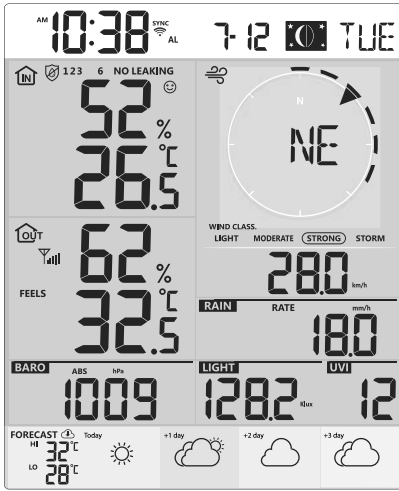 AM 10:38 SYNC AL 7-12 TUE
IN 123 6 NO LEAKING
52 %
26.5 °C
N
NE
WIND CLASS.
LIGHT MODERATE STRONG STORM
28.0 km/h
OUT
62 %
FEELS 32.5 °C
RAIN RATE mm/h
18.0
BARO ABS hPa
1009
LIGHT
128.2 Klux
UVI
12
FORECAST Today +1 day +2 day +3 day
HI 32°C
LO 28°C